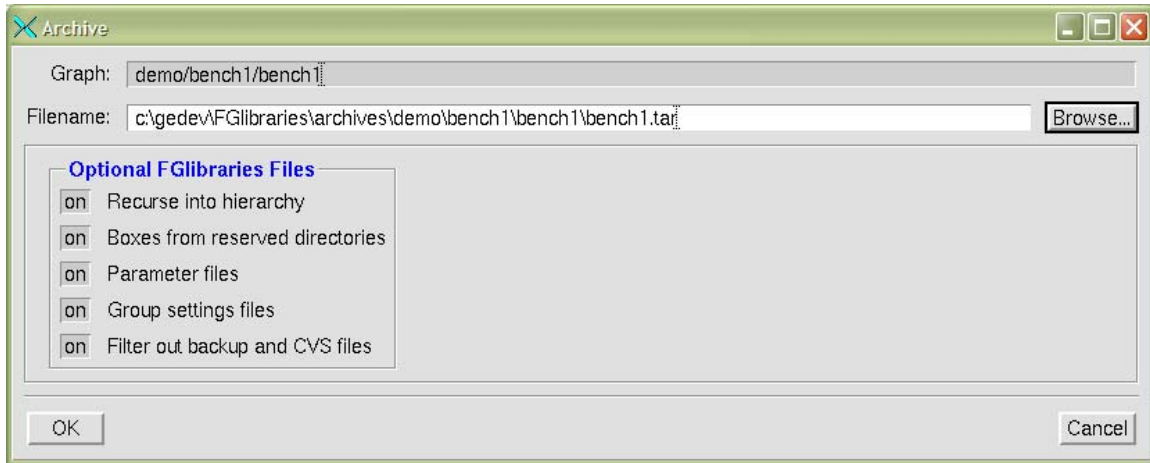 Archive
Graph: demo/bench1/bench1
Filename: c:\gedev\FGlibraries\archives\demo\bench1\bench1\bench1.tar Browse...
Optional FGlibraries Files
on Recurse into hierarchy
on Boxes from reserved directories
on Parameter files
on Group settings files
on Filter out backup and CVS files
OK Cancel